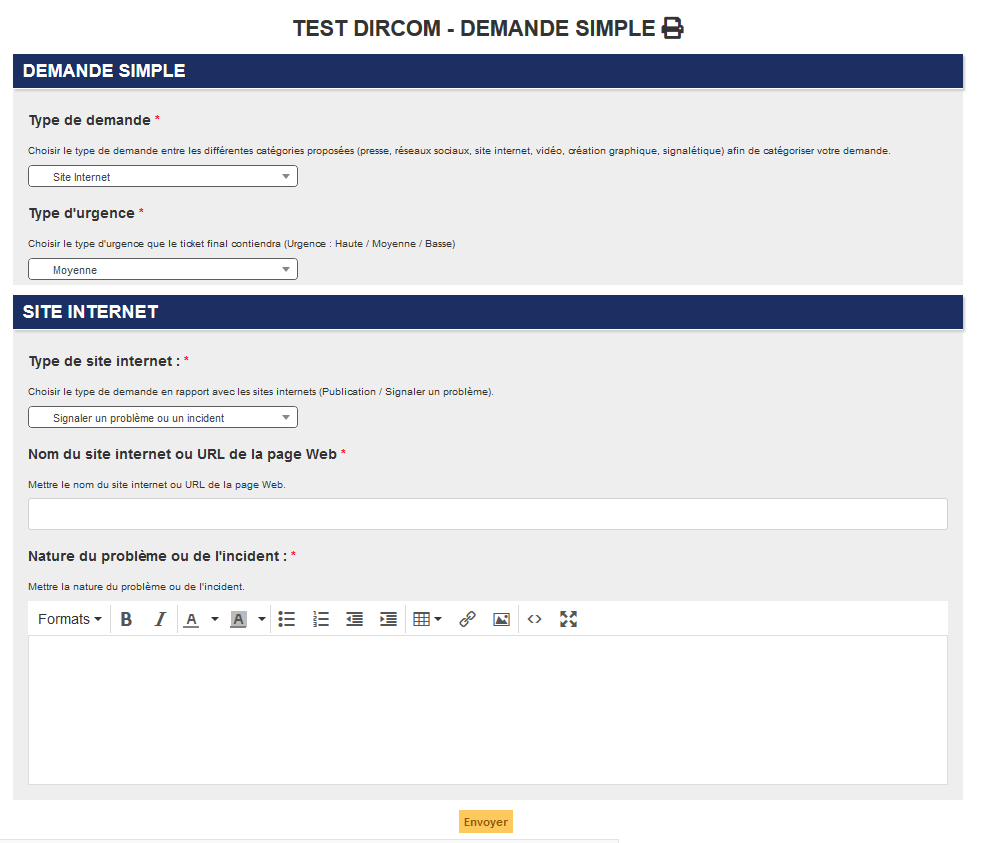 TEST DIRCOM - DEMANDE SIMPLE
DEMANDE SIMPLE
Type de demande *
Choisir le type de demande entre les différentes catégories proposées (presse, réseaux sociaux, site internet, vidéo, création graphique, signalétique) afin de catégoriser votre demande.
Site Internet
Type d'urgence *
Choisir le type d'urgence que le ticket final contiendra (Urgence : Haute / Moyenne / Basse)
Moyenne
SITE INTERNET
Type de site internet : *
Choisir le type de demande en rapport avec les sites internets (Publication / Signaler un problème).
Signaler un problème ou un incident
Nom du site internet ou URL de la page Web *
Mettre le nom du site internet ou URL de la page Web.
Nature du problème ou de l'incident : *
Mettre la nature du problème ou de l'incident.
Formats B I A A
Envoyer